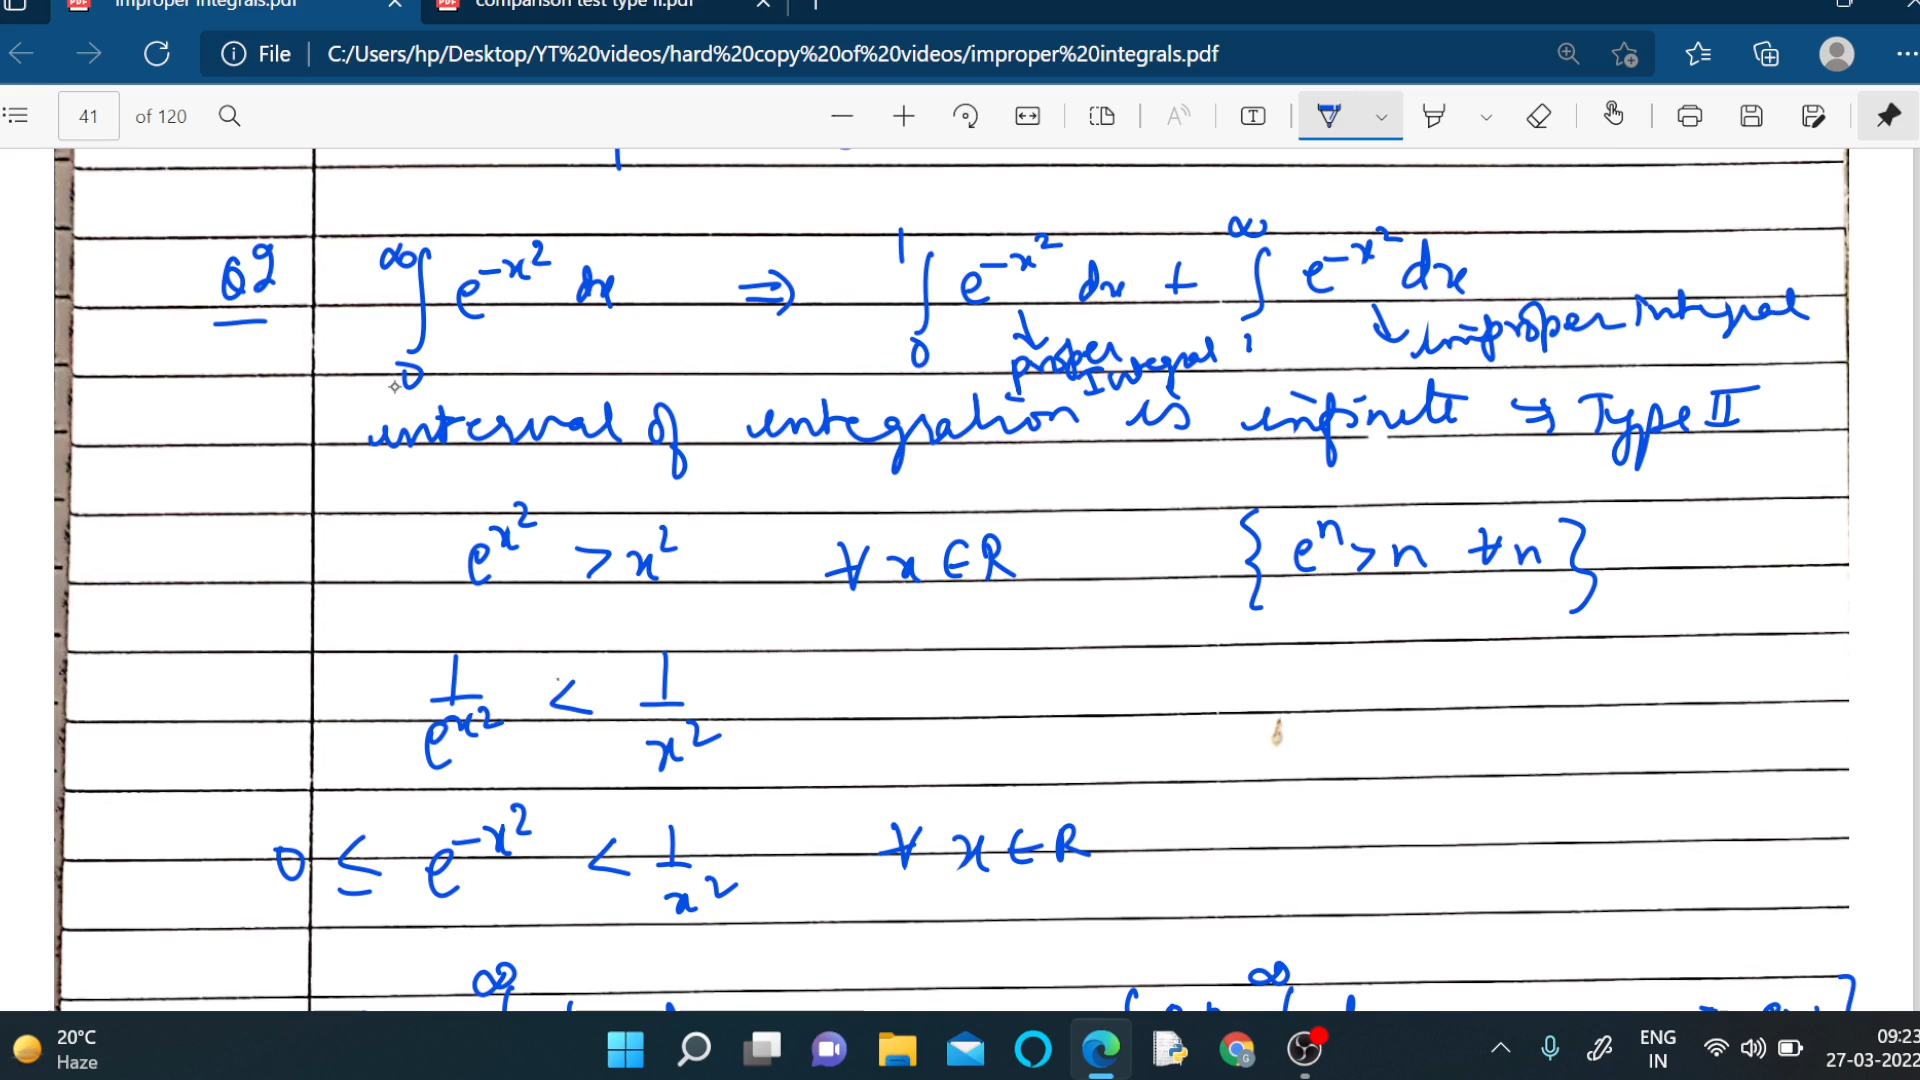 improper integrals.pdf
comparison test type ii.pdf
File
C:/Users/hp/Desktop/YT%20videos/hard%20copy%20of%20videos/improper%20integrals.pdf
41 of 120
Q2 ∫₀^∞ e^{-x²} dx ⇒ ∫₀¹ e^{-x²} dx + ∫₁^∞ e^{-x²} dx
↓ proper Integral ↓ improper Integral
interval of integration is infinite → Type II
e^{x²} > x² ∀ x ∈ R { e^n > n ∀ n }
1/e^{x²} < 1/x²
0 ≤ e^{-x²} < 1/x² ∀ x ∈ R
∞ ∞
20°C
Haze
ENG
IN
09:23
27-03-2022